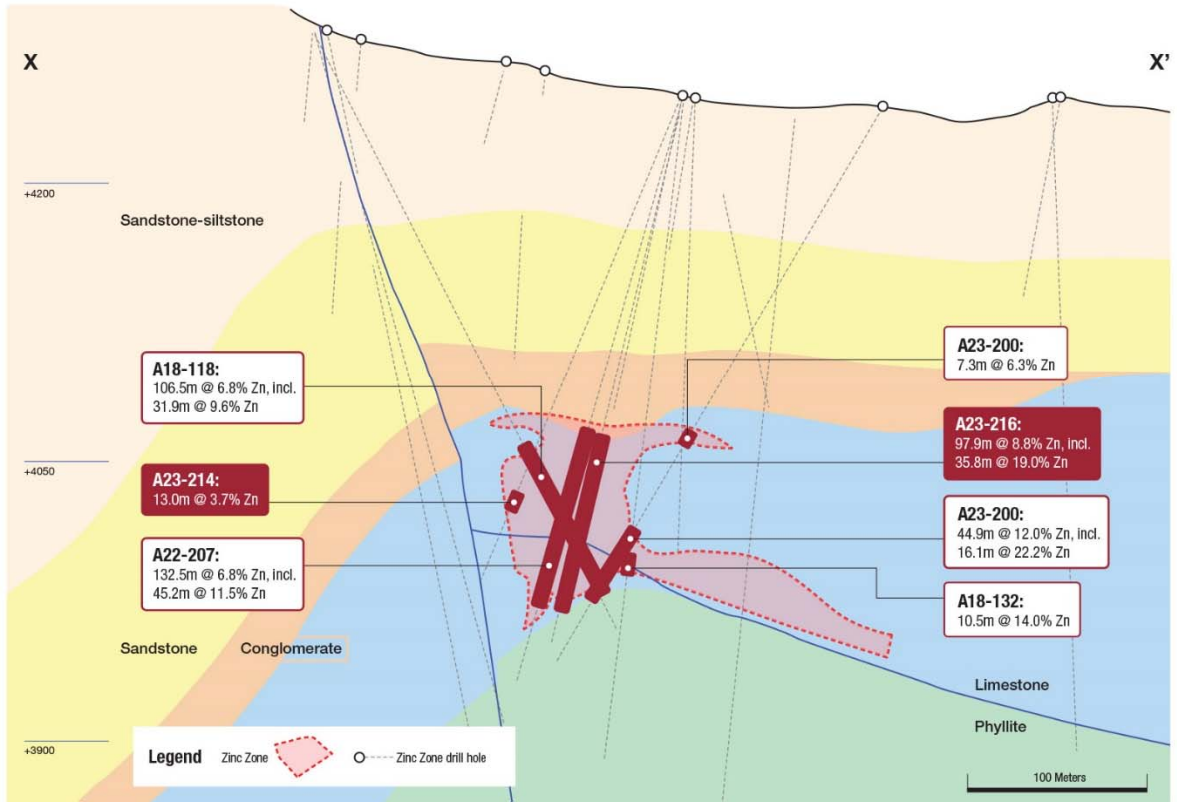 X
X'
+4200
Sandstone-siltstone
A23-200:
7.3m @ 6.3% Zn
A18-118:
106.5m @ 6.8% Zn, incl.
31.9m @ 9.6% Zn
A23-216:
97.9m @ 8.8% Zn, incl.
35.8m @ 19.0% Zn
+4050
A23-214:
13.0m @ 3.7% Zn
A23-200:
44.9m @ 12.0% Zn, incl.
16.1m @ 22.2% Zn
A22-207:
132.5m @ 6.8% Zn, incl.
45.2m @ 11.5% Zn
A18-132:
10.5m @ 14.0% Zn
Sandstone
Conglomerate
Limestone
Phyllite
+3900
Legend
Zinc Zone
Zinc Zone drill hole
100 Meters